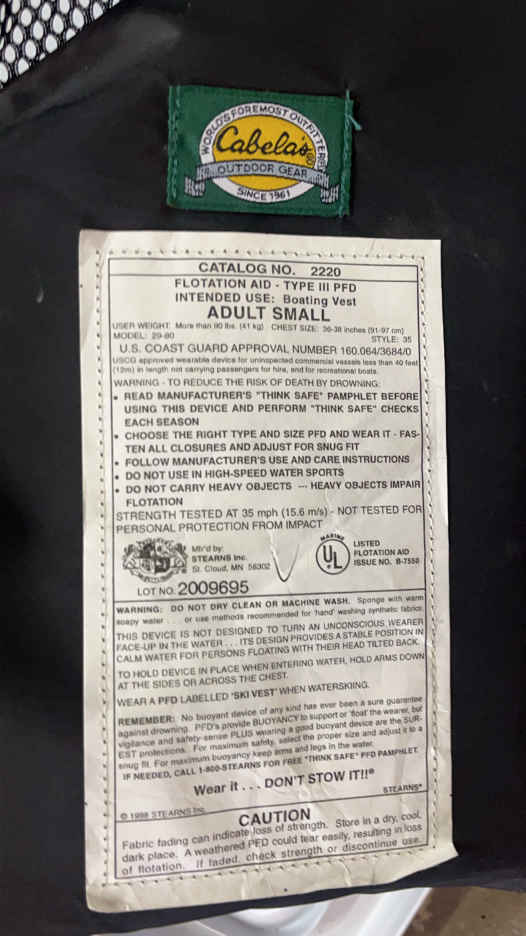 WORLD'S FOREMOST OUTFITTER
Cabela's
OUTDOOR GEAR
SINCE 1961
CATALOG NO. 2220
FLOTATION AID - TYPE III PFD
INTENDED USE: Boating Vest
ADULT SMALL
USER WEIGHT: More than 90 lbs. (41 kg) CHEST SIZE: 36-38 inches (91-97 cm)
MODEL: 29-80 STYLE: 35
U.S. COAST GUARD APPROVAL NUMBER 160.064/3684/0
USCG approved wearable device for uninspected commercial vessels less than 40 feet
(12m) in length not carrying passengers for hire, and for recreational boats.
WARNING - TO REDUCE THE RISK OF DEATH BY DROWNING:
• READ MANUFACTURER'S "THINK SAFE" PAMPHLET BEFORE
USING THIS DEVICE AND PERFORM "THINK SAFE" CHECKS
EACH SEASON
• CHOOSE THE RIGHT TYPE AND SIZE PFD AND WEAR IT - FAS-
TEN ALL CLOSURES AND ADJUST FOR SNUG FIT
• FOLLOW MANUFACTURER'S USE AND CARE INSTRUCTIONS
• DO NOT USE IN HIGH-SPEED WATER SPORTS
• DO NOT CARRY HEAVY OBJECTS --- HEAVY OBJECTS IMPAIR
FLOTATION
STRENGTH TESTED AT 35 mph (15.6 m/s) - NOT TESTED FOR
PERSONAL PROTECTION FROM IMPACT
Mfr'd by:
STEARNS Inc.
St. Cloud, MN 56302
MARINE
UL
LISTED
FLOTATION AID
ISSUE NO. B-7550
LOT NO. 2009695
WARNING: DO NOT DRY CLEAN OR MACHINE WASH. Sponge with warm
soapy water . . . or use methods recommended for 'hand' washing synthetic fabrics.
THIS DEVICE IS NOT DESIGNED TO TURN AN UNCONSCIOUS WEARER
FACE-UP IN THE WATER . . . ITS DESIGN PROVIDES A STABLE POSITION IN
CALM WATER FOR PERSONS FLOATING WITH THEIR HEAD TILTED BACK.
TO HOLD DEVICE IN PLACE WHEN ENTERING WATER, HOLD ARMS DOWN
AT THE SIDES OR ACROSS THE CHEST.
WEAR A PFD LABELLED 'SKI VEST' WHEN WATERSKIING.
REMEMBER: No buoyant device of any kind has ever been a sure guarantee
against drowning. PFD's provide BUOYANCY to support or 'float' the wearer, but
vigilance and safety-sense PLUS wearing a good buoyant device are the SUR-
EST protections. For maximum safety, select the proper size and adjust it to a
snug fit. For maximum buoyancy keep arms and legs in the water.
IF NEEDED, CALL 1-800-STEARNS FOR FREE "THINK SAFE" PFD PAMPHLET.
Wear it . . . DON'T STOW IT!!®
STEARNS®
© 1998 STEARNS Inc.
CAUTION
Fabric fading can indicate loss of strength. Store in a dry, cool,
dark place. A weathered PFD could tear easily, resulting in loss
of flotation. If faded, check strength or discontinue use.